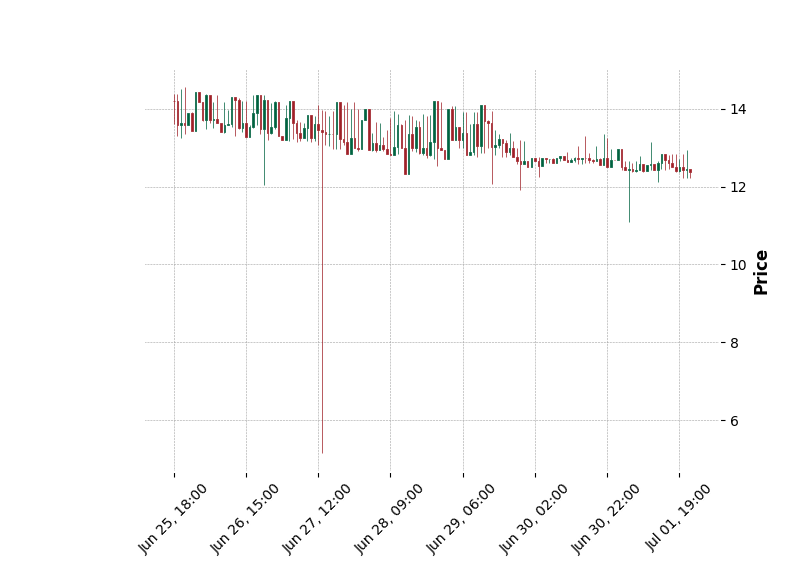 14
12
10
8
6
Price
Jun 25, 18:00
Jun 26, 15:00
Jun 27, 12:00
Jun 28, 09:00
Jun 29, 06:00
Jun 30, 02:00
Jun 30, 22:00
Jul 01, 19:00